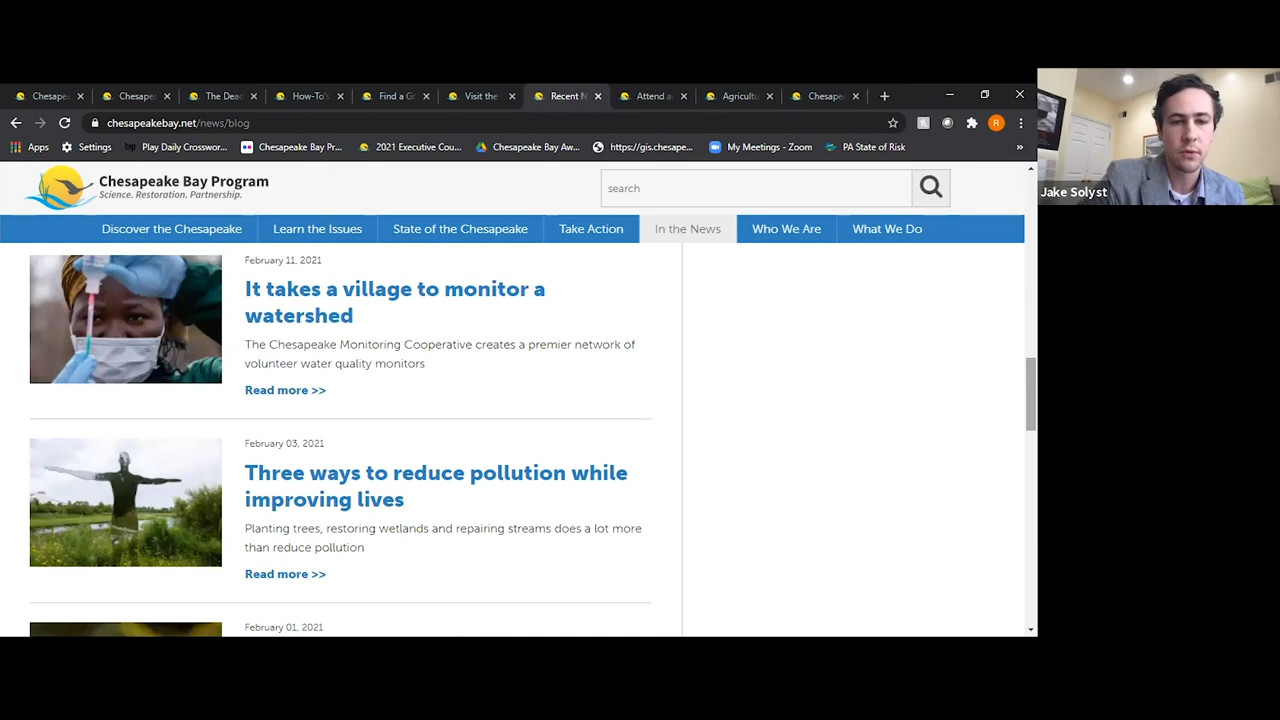 Chesape
Chesape
The Dead
How-To's
Find a Gr
Visit the
Recent N
Attend a
Agricultu
Chesape
chesapeakebay.net/news/blog
R
Apps
Settings
bp
Play Daily Crosswor...
Chesapeake Bay Pr...
2021 Executive Cou...
Chesapeake Bay Aw...
https://gis.chesape...
My Meetings - Zoom
PA State of Risk
»
Chesapeake Bay Program
Science. Restoration. Partnership.
search
Discover the Chesapeake
Learn the Issues
State of the Chesapeake
Take Action
In the News
Who We Are
What We Do
February 11, 2021
It takes a village to monitor a
watershed
The Chesapeake Monitoring Cooperative creates a premier network of
volunteer water quality monitors
Read more >>
February 03, 2021
Three ways to reduce pollution while
improving lives
Planting trees, restoring wetlands and repairing streams does a lot more
than reduce pollution
Read more >>
February 01, 2021
Jake Solyst